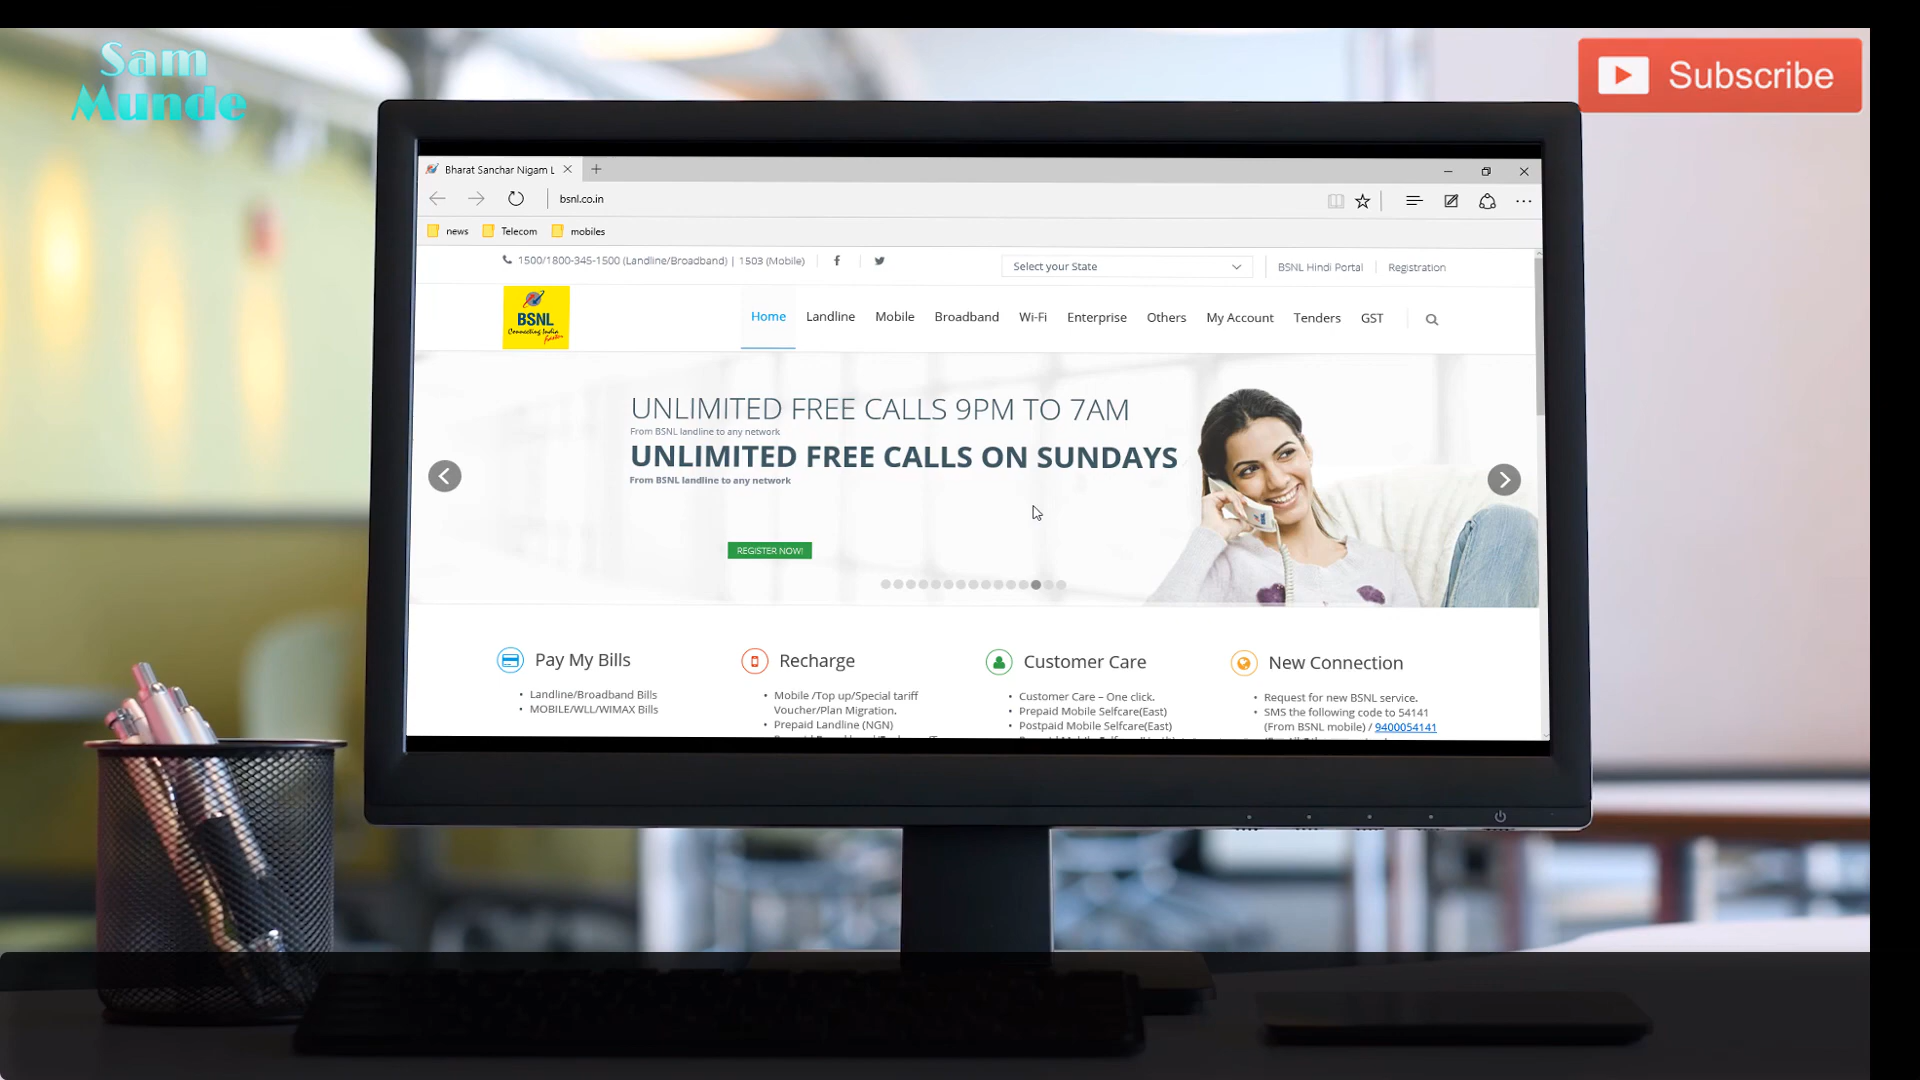 Sam
Munde
Subscribe
Bharat Sanchar Nigam L
bsnl.co.in
news
Telecom
mobiles
1500/1800-345-1500 (Landline/Broadband) | 1503 (Mobile)
Select your State
BSNL Hindi Portal
Registration
BSNL
Connecting India
Faster
Home
Landline
Mobile
Broadband
Wi-Fi
Enterprise
Others
My Account
Tenders
GST
UNLIMITED FREE CALLS 9PM TO 7AM
From BSNL landline to any network
UNLIMITED FREE CALLS ON SUNDAYS
From BSNL landline to any network
REGISTER NOW!
Pay My Bills
• Landline/Broadband Bills
• MOBILE/WLL/WIMAX Bills
Recharge
• Mobile /Top up/Special tariff
Voucher/Plan Migration.
• Prepaid Landline (NGN)
Customer Care
• Customer Care – One click.
• Prepaid Mobile Selfcare(East)
• Postpaid Mobile Selfcare(East)
New Connection
• Request for new BSNL service.
• SMS the following code to 54141
(From BSNL mobile) / 9400054141